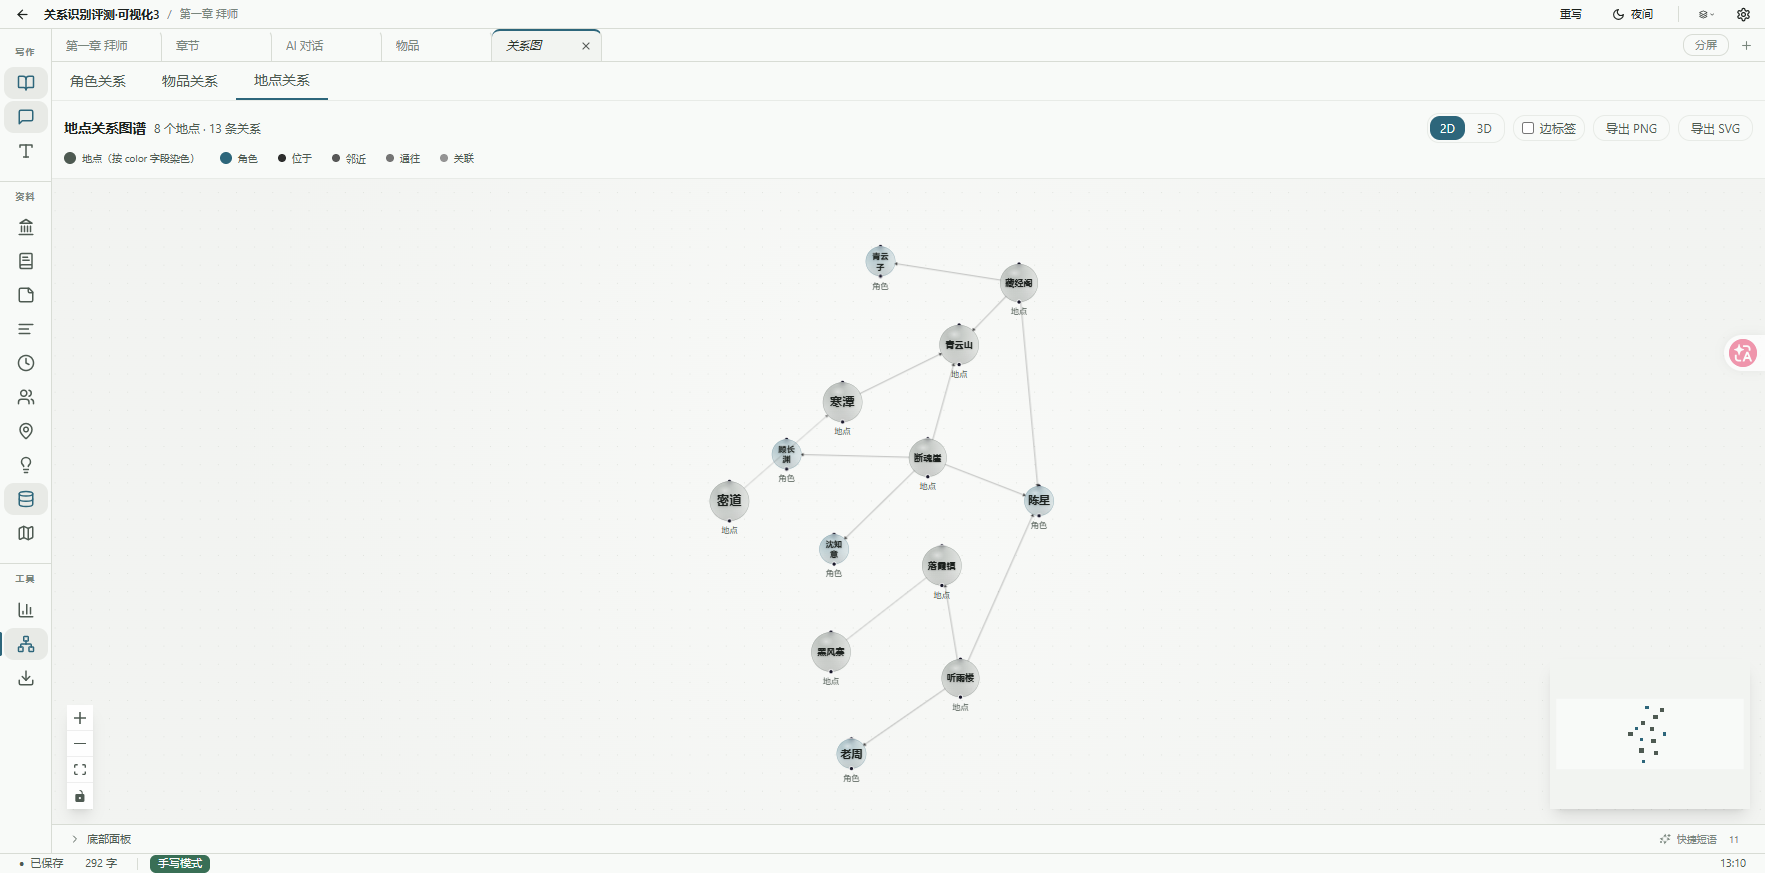 关系识别评测·可视化3 / 第一章 拜师
重写
夜间
写作
资料
工具
第一章 拜师
章节
AI 对话
物品
关系图
分屏
角色关系
物品关系
地点关系
地点关系图谱 8 个地点 · 13 条关系
2D
3D
边标签
导出 PNG
导出 SVG
地点（按 color 字段染色）
角色
位于
邻近
通往
关联
青云子
角色
藏经阁
地点
青云山
地点
寒潭
地点
顾长渊
角色
断魂崖
地点
密道
地点
陈星
角色
沈知意
角色
落霞镇
地点
黑风寨
地点
听雨楼
地点
老周
角色
底部面板
快捷短语 11
已保存
292 字
手写模式
13:10